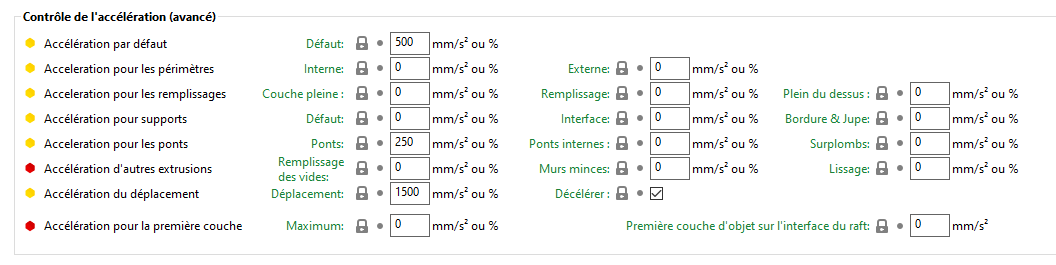 Contrôle de l'accélération (avancé)
Accélération par défaut Défaut: 500 mm/s² ou %
Acceleration pour les périmètres Interne: 0 mm/s² ou % Externe: 0 mm/s² ou %
Acceleration pour les remplissages Couche pleine : 0 mm/s² ou % Remplissage: 0 mm/s² ou % Plein du dessus : 0 mm/s² ou %
Accélération pour supports Défaut: 0 mm/s² ou % Interface: 0 mm/s² ou % Bordure & Jupe: 0 mm/s² ou %
Acceleration pour les ponts Ponts: 250 mm/s² ou % Ponts internes : 0 mm/s² ou % Surplombs: 0 mm/s² ou %
Accélération d'autres extrusions Remplissage des vides: 0 mm/s² ou % Murs minces: 0 mm/s² ou % Lissage: 0 mm/s² ou %
Accélération du déplacement Déplacement: 1500 mm/s² ou % Décélérer :
Accélération pour la première couche Maximum: 0 mm/s² ou % Première couche d'objet sur l'interface du raft: 0 mm/s²